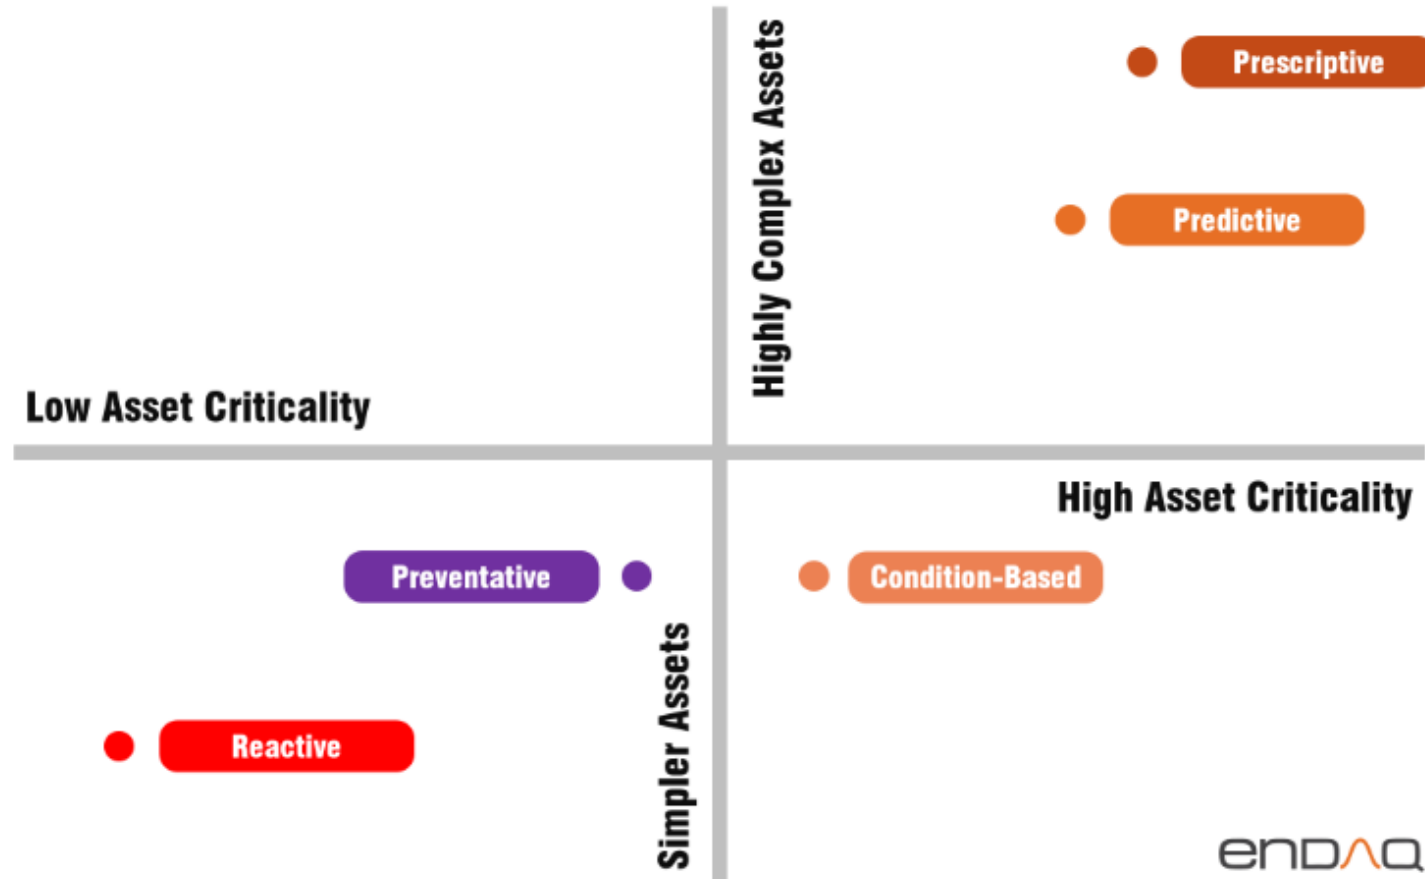 Highly Complex Assets
Prescriptive
Predictive
Low Asset Criticality
High Asset Criticality
Preventative
Condition-Based
Simpler Assets
Reactive
enDAQ